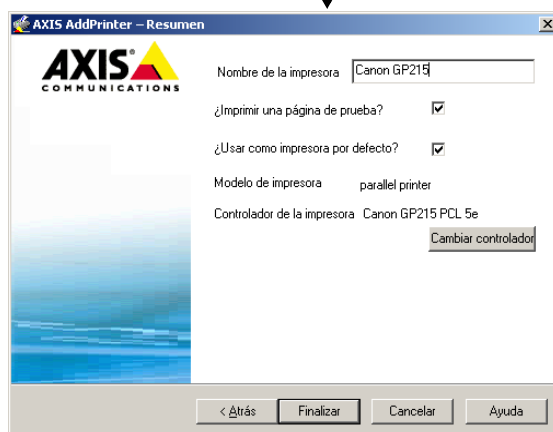 AXIS AddPrinter – Resumen
AXIS
COMMUNICATIONS
Nombre de la impresora Canon GP215
¿Imprimir una página de prueba?
¿Usar como impresora por defecto?
Modelo de impresora parallel printer
Controlador de la impresora Canon GP215 PCL 5e
Cambiar controlador
< Atrás Finalizar Cancelar Ayuda